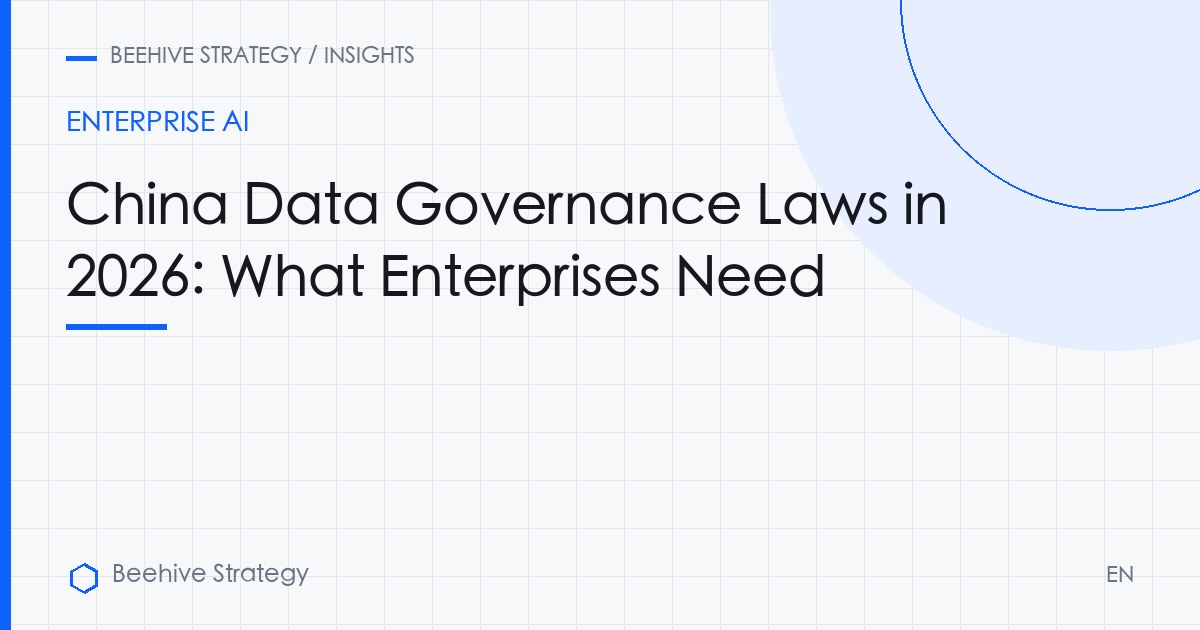 BEEHIVE STRATEGY / INSIGHTS
ENTERPRISE AI
China Data Governance Laws in
2026: What Enterprises Need
Beehive Strategy
EN